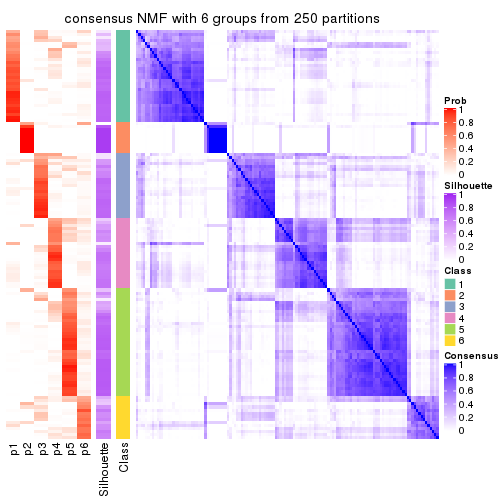 consensus NMF with 6 groups from 250 partitions
Prob
1
0.8
0.6
0.4
0.2
0
Silhouette
1
0.8
0.6
0.4
0.2
0
Class
1
2
3
4
5
6
Consensus
1
0.8
0.6
0.4
0.2
0
p1
p2
p3
p4
p5
p6
Silhouette
Class